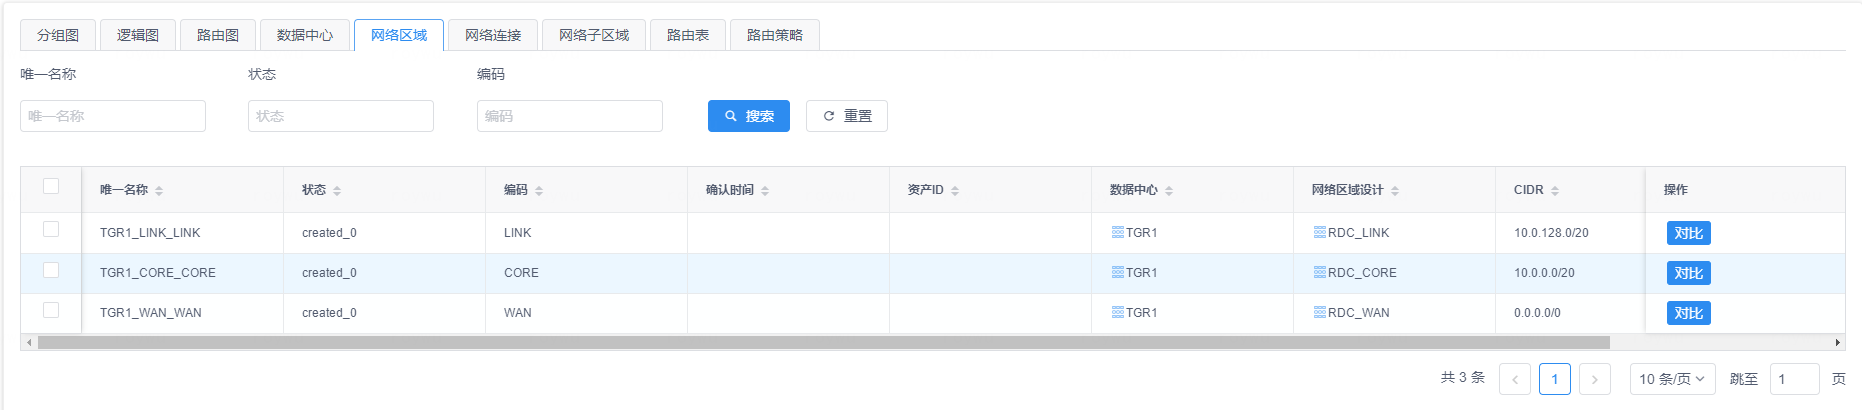 分组图 逻辑图 路由图 数据中心 网络区域 网络连接 网络子区域 路由表 路由策略
唯一名称 状态 编码
唯一名称 状态 编码 搜索 重置
唯一名称 状态 编码 确认时间 资产ID 数据中心 网络区域设计 CIDR 操作
TGR1_LINK_LINK created_0 LINK TGR1 RDC_LINK 10.0.128.0/20 对比
TGR1_CORE_CORE created_0 CORE TGR1 RDC_CORE 10.0.0.0/20 对比
TGR1_WAN_WAN created_0 WAN TGR1 RDC_WAN 0.0.0.0/0 对比
共 3 条 1 10 条/页 跳至 1 页